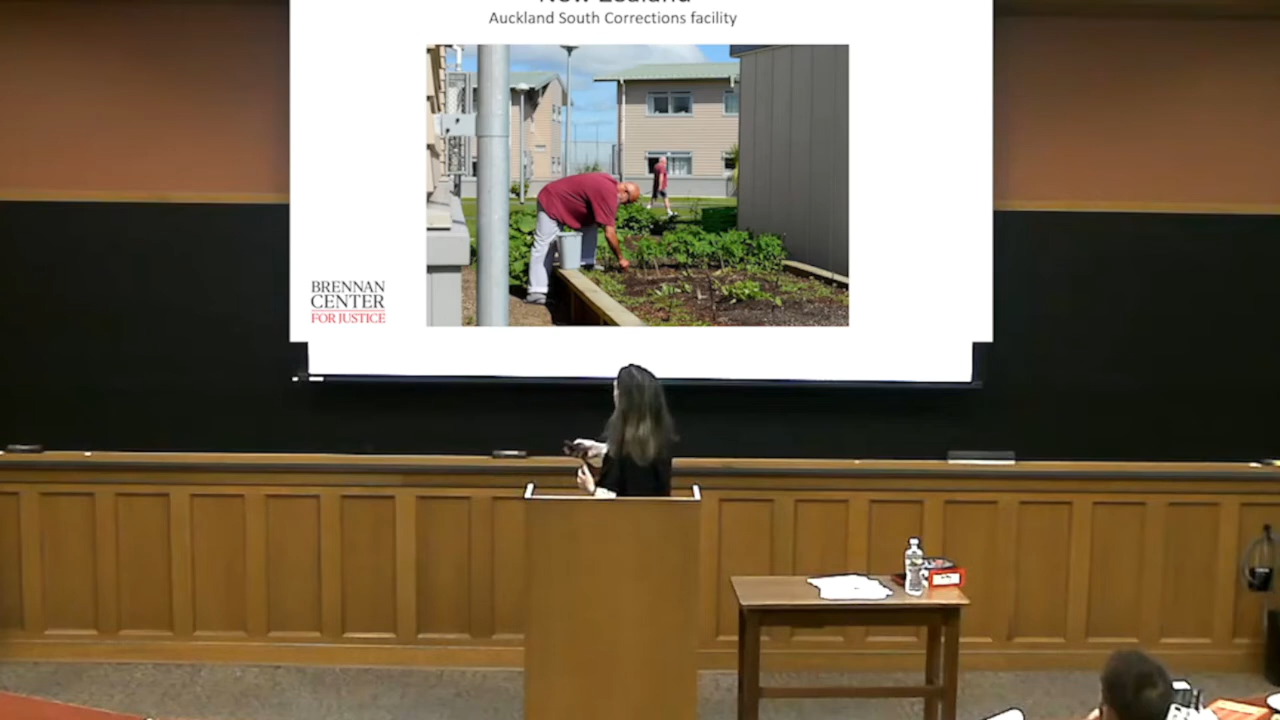 New Zealand
Auckland South Corrections facility
BRENNAN
CENTER
FOR JUSTICE